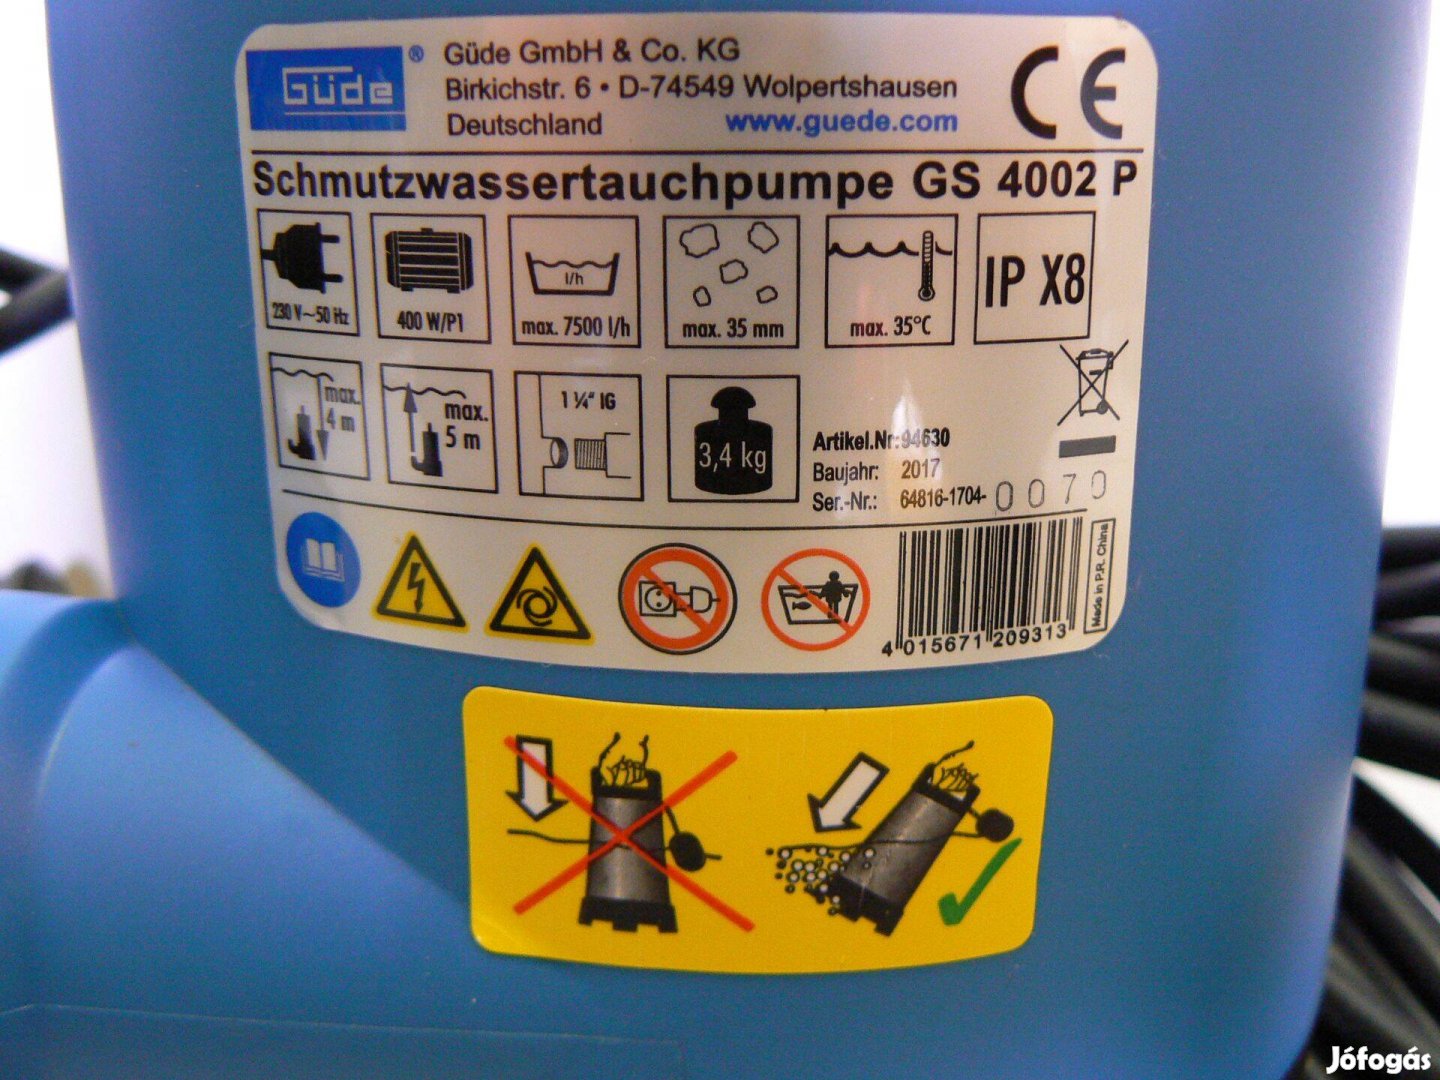 Güde ®
Güde GmbH & Co. KG
Birkichstr. 6 • D-74549 Wolpertshausen
Deutschland www.guede.com
CE
Schmutzwassertauchpumpe GS 4002 P
230 V~50 Hz
400 W/P1
l/h
max. 7500 l/h
max. 35 mm
max. 35°C
IP X8
max.
4 m
max.
5 m
1 ¼" IG
3,4 kg
Artikel.Nr:94630
Baujahr: 2017
Ser.-Nr.: 64816-1704-0070
4 015671 209313
Made in P.R. China
Jófogás